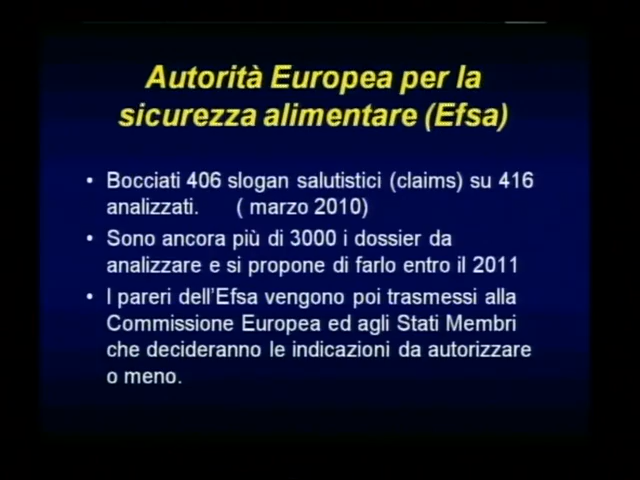 Autorità Europea per la
sicurezza alimentare (Efsa)
• Bocciati 406 slogan salutistici (claims) su 416
analizzati. ( marzo 2010)
• Sono ancora più di 3000 i dossier da
analizzare e si propone di farlo entro il 2011
• I pareri dell'Efsa vengono poi trasmessi alla
Commissione Europea ed agli Stati Membri
che decideranno le indicazioni da autorizzare
o meno.